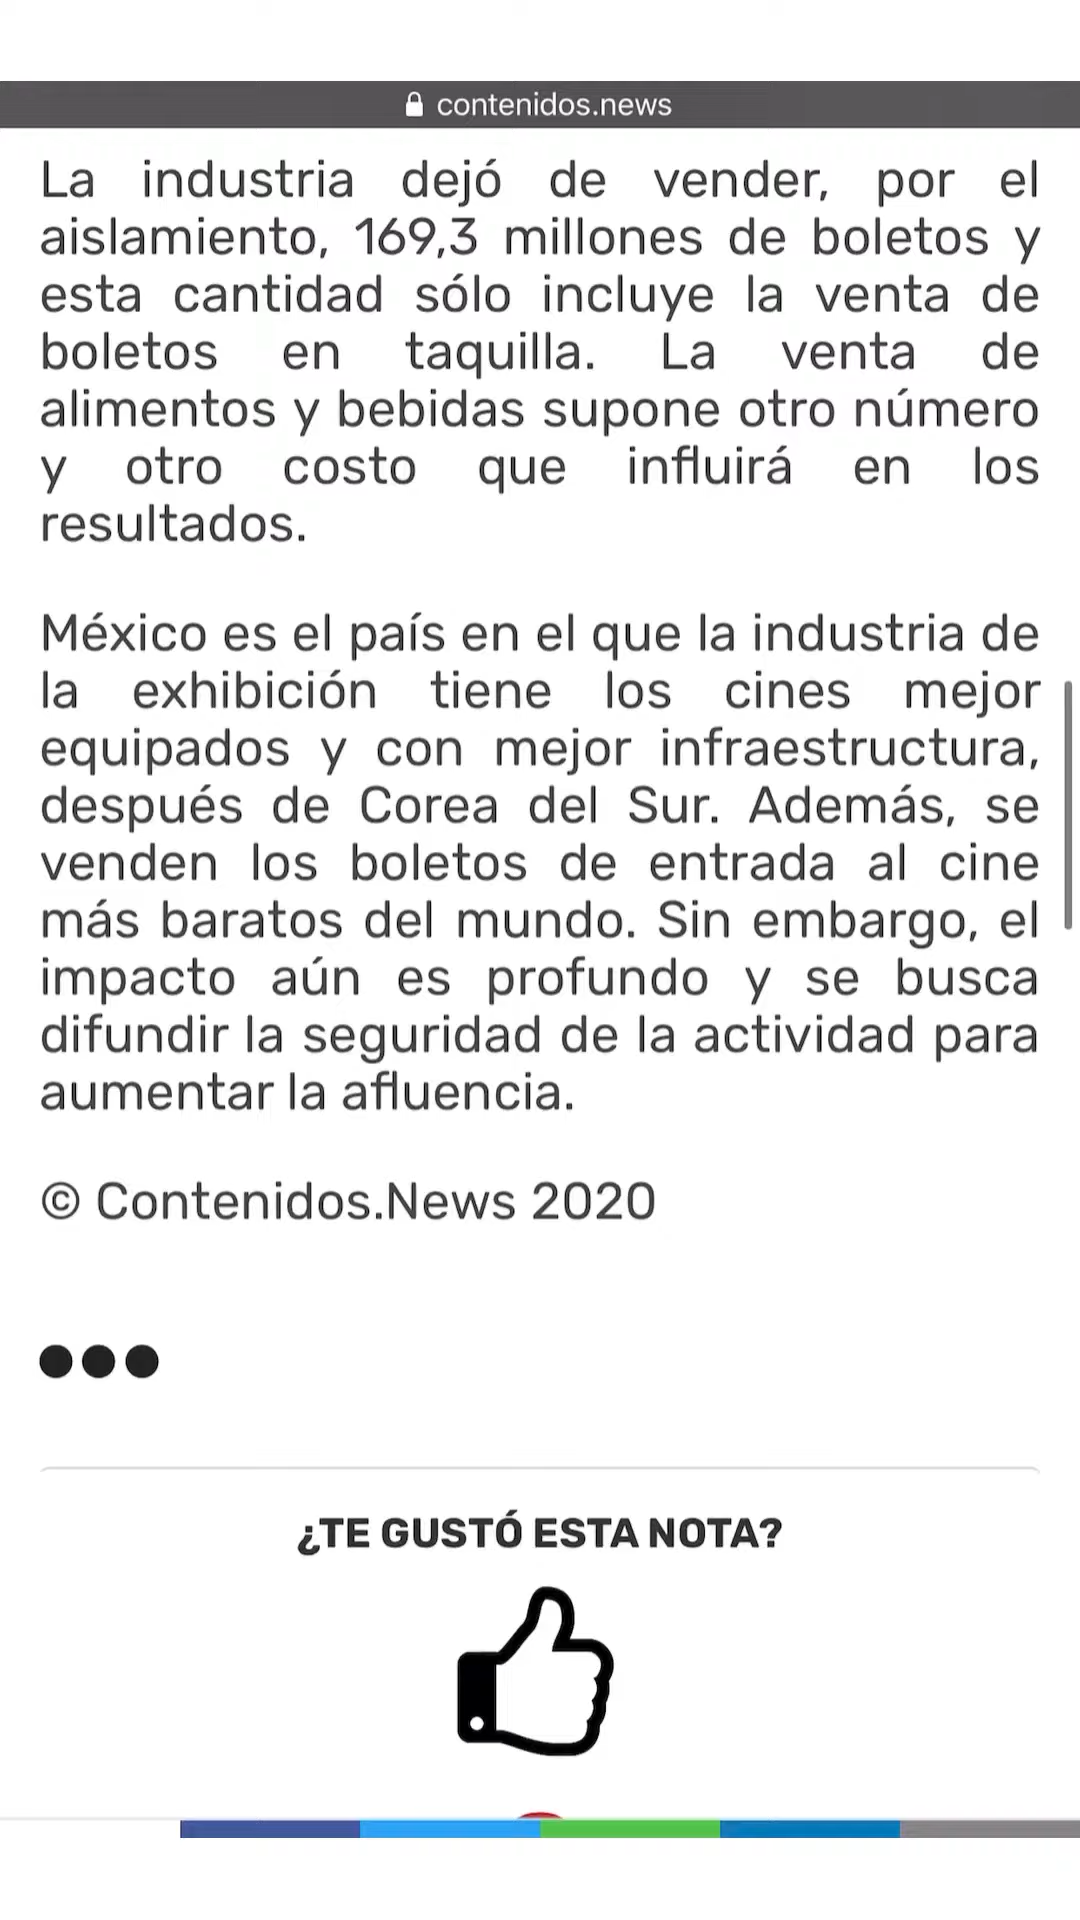 contenidos.news
La industria dejó de vender, por el
aislamiento, 169,3 millones de boletos y
esta cantidad sólo incluye la venta de
boletos en taquilla. La venta de
alimentos y bebidas supone otro número
y otro costo que influirá en los
resultados.
México es el país en el que la industria de
la exhibición tiene los cines mejor
equipados y con mejor infraestructura,
después de Corea del Sur. Además, se
venden los boletos de entrada al cine
más baratos del mundo. Sin embargo, el
impacto aún es profundo y se busca
difundir la seguridad de la actividad para
aumentar la afluencia.
© Contenidos.News 2020
●●●
¿TE GUSTÓ ESTA NOTA?